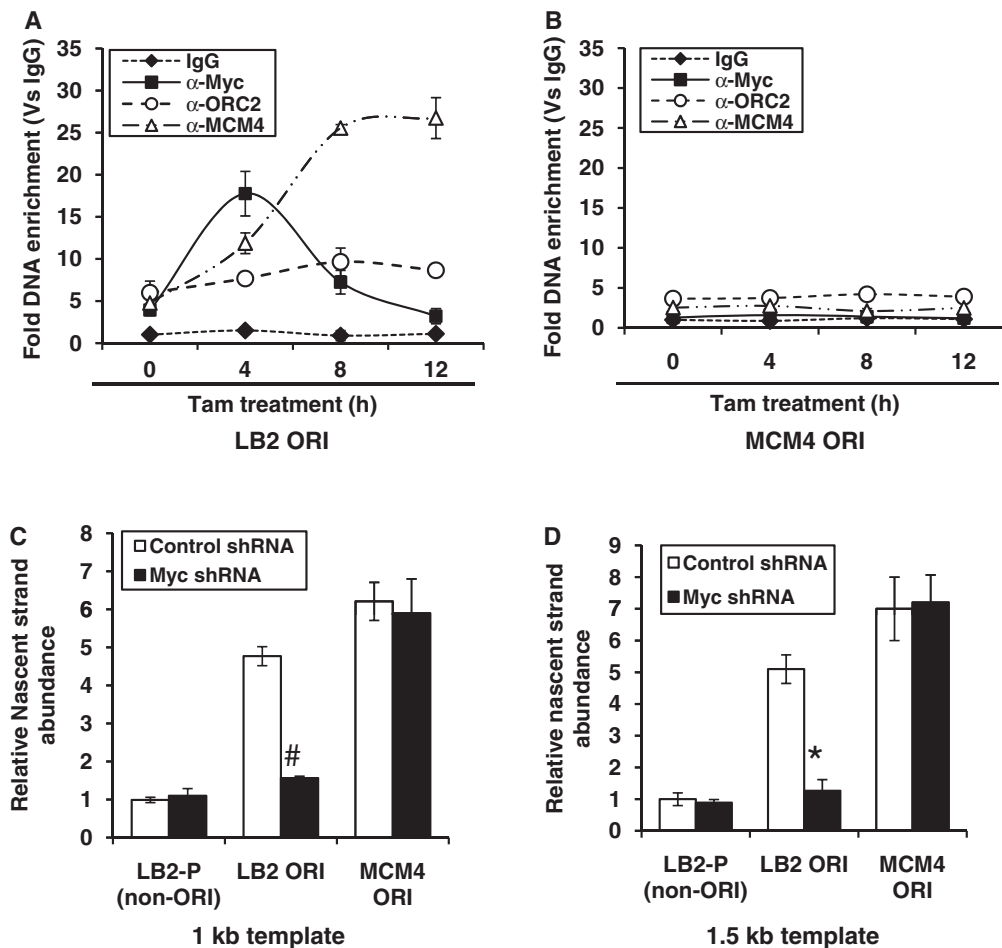 A
Fold DNA enrichment (Vs IgG)
35
30
25
20
15
10
5
0
IgG
α-Myc
α-ORC2
α-MCM4
0 4 8 12
Tam treatment (h)
LB2 ORI
B
Fold DNA enrichment (Vs IgG)
35
30
25
20
15
10
5
0
IgG
α-Myc
α-ORC2
α-MCM4
0 4 8 12
Tam treatment (h)
MCM4 ORI
C
Relative Nascent strand
abundance
8
7
6
5
4
3
2
1
0
Control shRNA
Myc shRNA
#
LB2-P
(non-ORI)
LB2 ORI
MCM4
ORI
1 kb template
D
Relative nascent strand
abundance
9
8
7
6
5
4
3
2
1
0
Control shRNA
Myc shRNA
*
LB2-P
(non-ORI)
LB2 ORI
MCM4
ORI
1.5 kb template